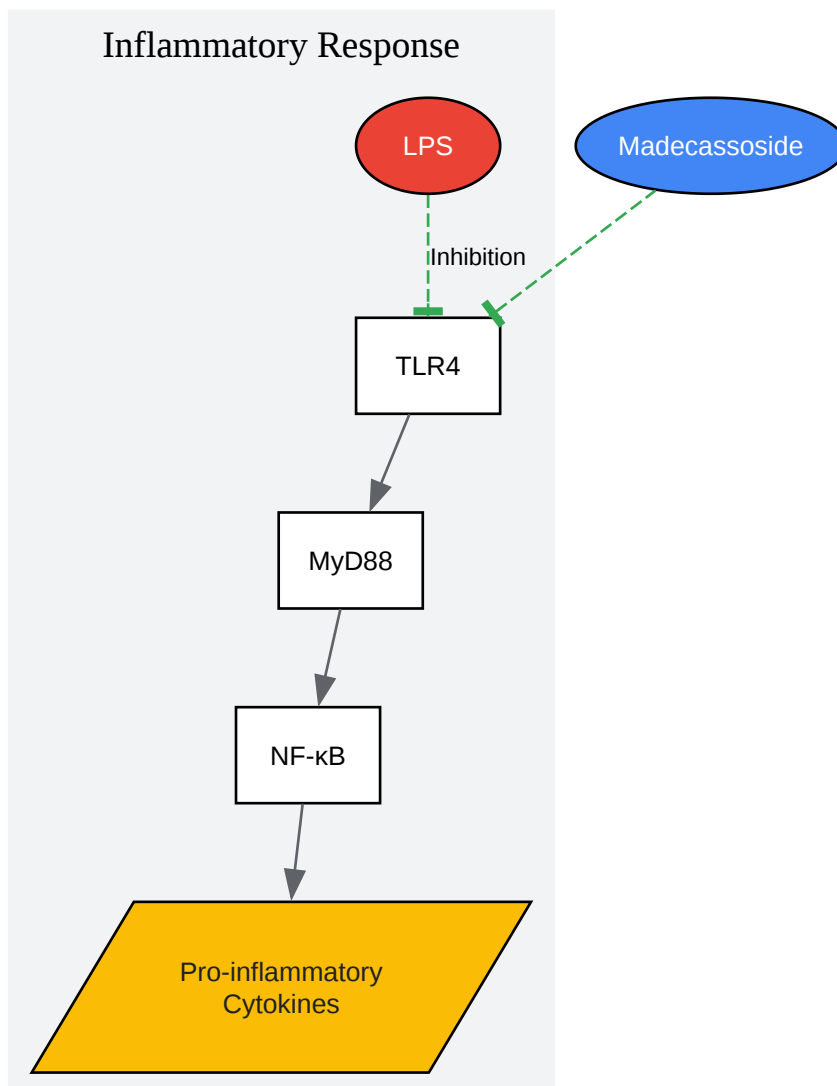 Inflammatory Response
LPS
Madecassoside
Inhibition
TLR4
MyD88
NF-κB
Pro-inflammatory
Cytokines